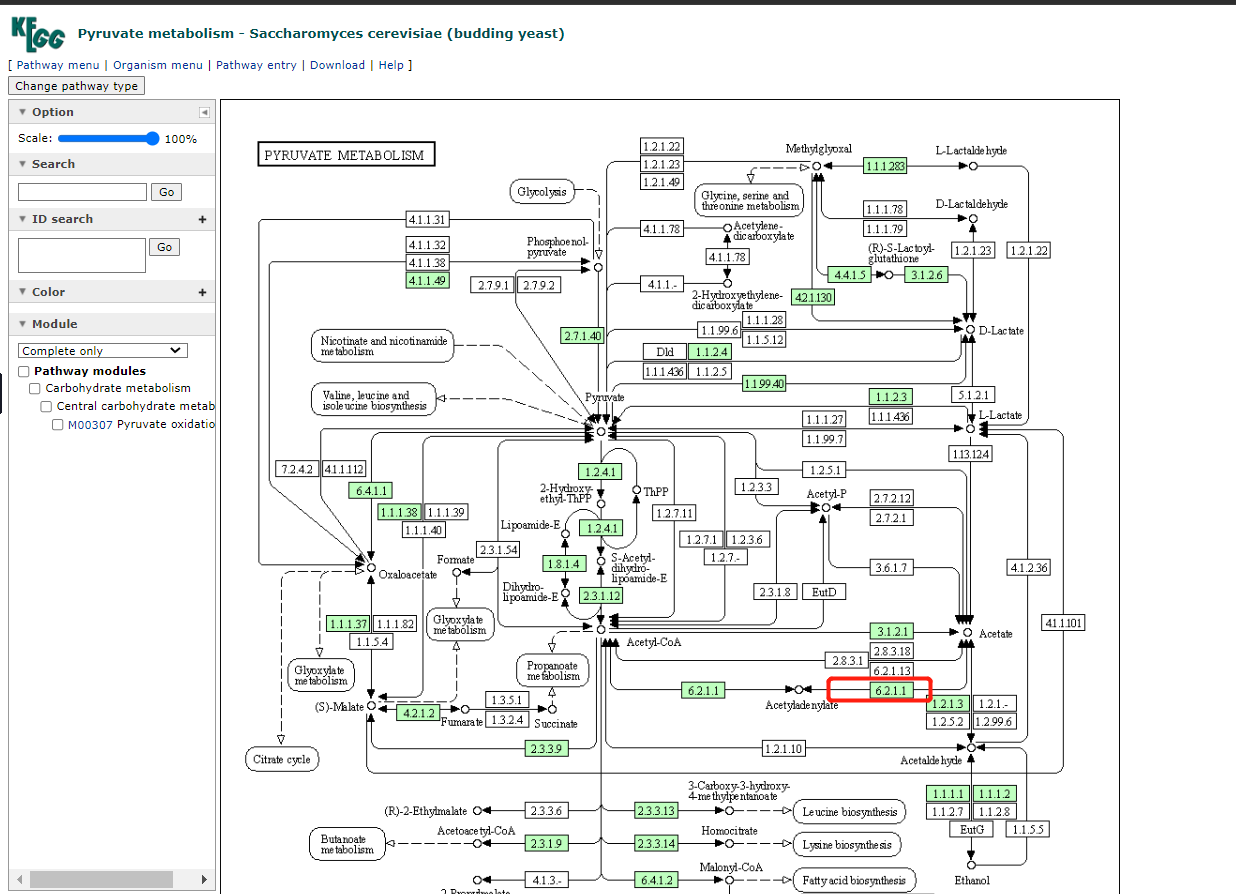 KEGG
Pyruvate metabolism - Saccharomyces cerevisiae (budding yeast)
[ Pathway menu | Organism menu | Pathway entry | Download | Help ]
Change pathway type
Option
Scale: 100%
Search
Go
ID search +
Go
Color +
Module
Complete only
Pathway modules
Carbohydrate metabolism
Central carbohydrate metab
M00307 Pyruvate oxidatio
PYRUVATE METABOLISM
Glycolysis
1.2.1.22
1.2.1.23
1.2.1.49
Methylglyoxal
1.1.1.283
L-Lactaldehyde
Glycine, serine and
threonine metabolism
1.1.1.78
1.1.1.79
D-Lactaldehyde
4.1.1.31
4.1.1.32
4.1.1.38
4.1.1.49
Phosphoenol-
pyruvate
4.1.1.78
Acetylene-
dicarboxylate
4.1.1.78
(R)-S-Lactoyl-
glutathione
1.2.1.23
1.2.1.22
2.7.9.1
2.7.9.2
4.1.1.-
2-Hydroxyethylene-
dicarboxylate
4.4.1.5
3.1.2.6
4.2.1.130
2.7.1.40
1.1.99.6
1.1.1.28
1.1.5.12
D-Lactate
Nicotinate and nicotinamide
metabolism
Dld
1.1.2.4
1.1.1.436
1.1.2.5
1.1.99.40
Valine, leucine and
isoleucine biosynthesis
Pyruvate
1.1.2.3
1.1.1.436
5.1.2.1
L-Lactate
1.1.1.27
1.1.99.7
1.13.12.4
7.2.4.2
4.1.1.112
1.2.4.1
1.2.5.1
6.4.1.1
2-Hydroxy-
ethyl-ThPP
ThPP
1.2.3.3
Acetyl-P
2.7.2.12
2.7.2.1
1.1.1.38
1.1.1.39
1.1.1.40
Lipoamide-E
1.2.4.1
1.2.7.11
1.2.7.1
1.2.3.6
1.2.7.-
2.3.1.54
Formate
1.8.1.4
S-Acetyl-
dihydro-
lipoamide-E
3.6.1.7
4.1.2.36
Oxaloacetate
Dihydro-
lipoamide-E
2.3.1.12
2.3.1.8
EutD
1.1.1.37
1.1.1.82
1.1.5.4
Glyoxylate
metabolism
Acetyl-CoA
3.1.2.1
Acetate
4.1.1.101
2.8.3.1
2.8.3.18
6.2.1.13
Glyoxylate
metabolism
Propanoate
metabolism
6.2.1.1
Acetyladenylate
6.2.1.1
(S)-Malate
4.2.1.2
Fumarate
1.3.5.1
1.3.2.4
Succinate
1.2.1.3
1.2.1.-
1.2.5.2
1.2.99.6
Citrate cycle
2.3.3.9
1.2.1.10
Acetaldehyde
(R)-2-Ethylmalate
2.3.3.6
2.3.3.13
3-Carboxy-3-hydroxy-
4-methylpentanoate
Leucine biosynthesis
1.1.1.1
1.1.1.2
1.1.2.7
1.1.2.8
EutG
1.1.5.5
Butanoate
metabolism
Acetoacetyl-CoA
2.3.1.9
2.3.3.14
Homocitrate
Lysine biosynthesis
4.1.3.-
6.4.1.2
Malonyl-CoA
Fatty acid biosynthesis
Ethanol
2-Propylmalate